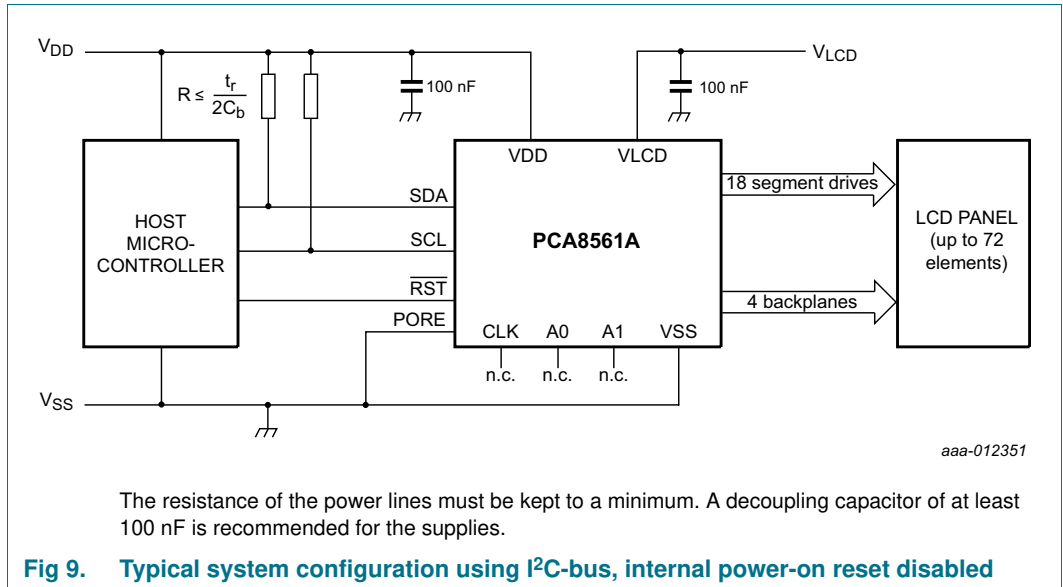 VDD
VLCD
R ≤ tr
2Cb
100 nF
100 nF
VDD
VLCD
SDA
18 segment drives
HOST
MICRO-
CONTROLLER
SCL
PCA8561A
LCD PANEL
(up to 72
elements)
RST
4 backplanes
PORE
CLK
A0
A1
VSS
n.c.
n.c.
n.c.
VSS
aaa-012351
The resistance of the power lines must be kept to a minimum. A decoupling capacitor of at least
100 nF is recommended for the supplies.
Fig 9. Typical system configuration using I²C-bus, internal power-on reset disabled